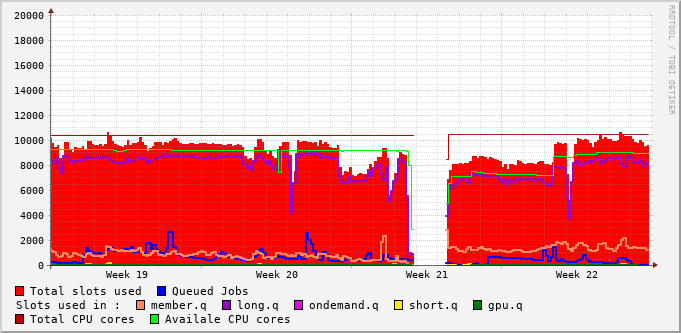 20000
18000
16000
14000
12000
10000
8000
6000
4000
2000
0
Week 19 Week 20 Week 21 Week 22
RRDTOOL / TOBI OETIKER
Total slots used Queued Jobs
Slots used in : member.q long.q ondemand.q short.q gpu.q
Total CPU cores Availale CPU cores